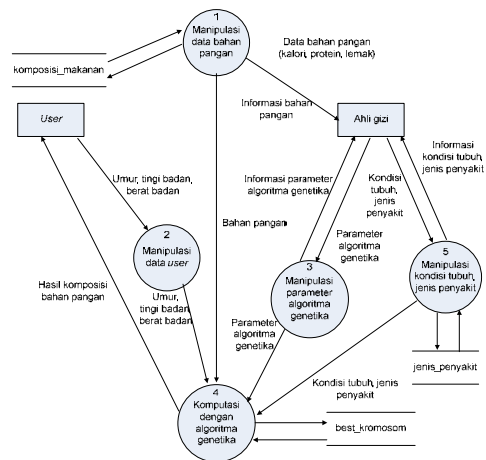 1
Manipulasi
data bahan
pangan
Data bahan pangan
(kalori, protein, lemak)
komposisi_makanan
Informasi bahan
pangan
User
Ahli gizi
Informasi
kondisi tubuh,
jenis penyakit
Umur, tingi badan,
berat badan
Informasi parameter
algoritma genetika
Kondisi
tubuh,
jenis
penyakit
Bahan pangan
Parameter
algoritma
genetika
2
Manipulasi
data user
3
Manipulasi
parameter
algoritma
genetika
5
Manipulasi
kondisi tubuh,
jenis penyakit
Hasil komposisi
bahan pangan
Umur,
tingi badan,
berat badan
Parameter
algoritma
genetika
jenis_penyakit
Kondisi tubuh, jenis
penyakit
4
Komputasi
dengan
algoritma
genetika
best_kromosom